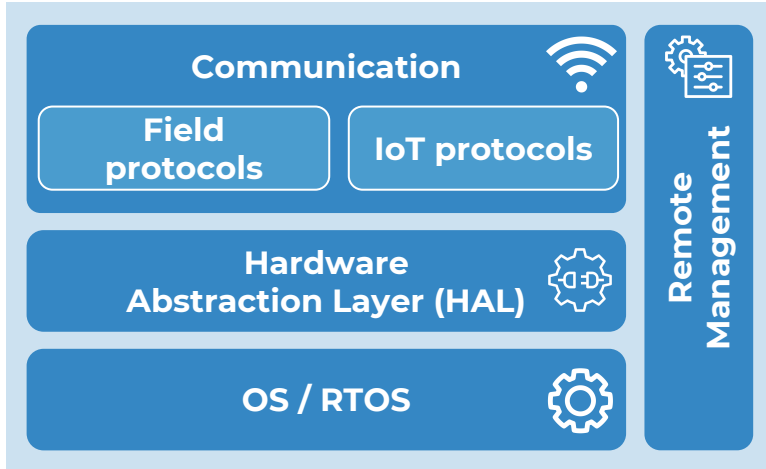 Communication
Field
protocols
IoT protocols
Hardware
Abstraction Layer (HAL)
OS / RTOS
Remote
Management